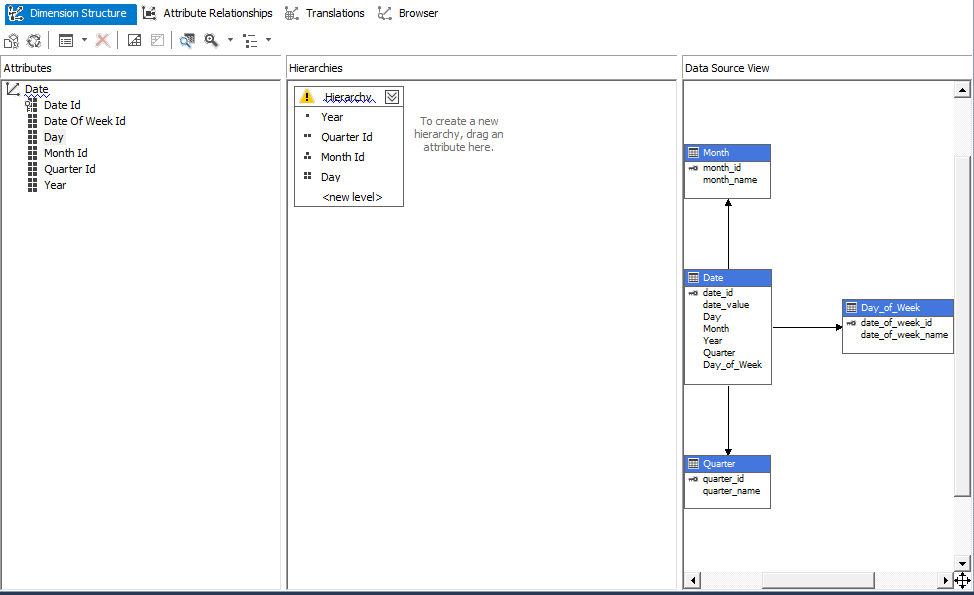 Dimension Structure Attribute Relationships Translations Browser
Attributes
Date
Date Id
Date Of Week Id
Day
Month Id
Quarter Id
Year
Hierarchies
Hierarchy
Year
Quarter Id
Month Id
Day
<new level>
To create a new
hierarchy, drag an
attribute here.
Data Source View
Month
month_id
month_name
Date
date_id
date_value
Day
Month
Year
Quarter
Day_of_Week
Day_of_Week
date_of_week_id
date_of_week_name
Quarter
quarter_id
quarter_name